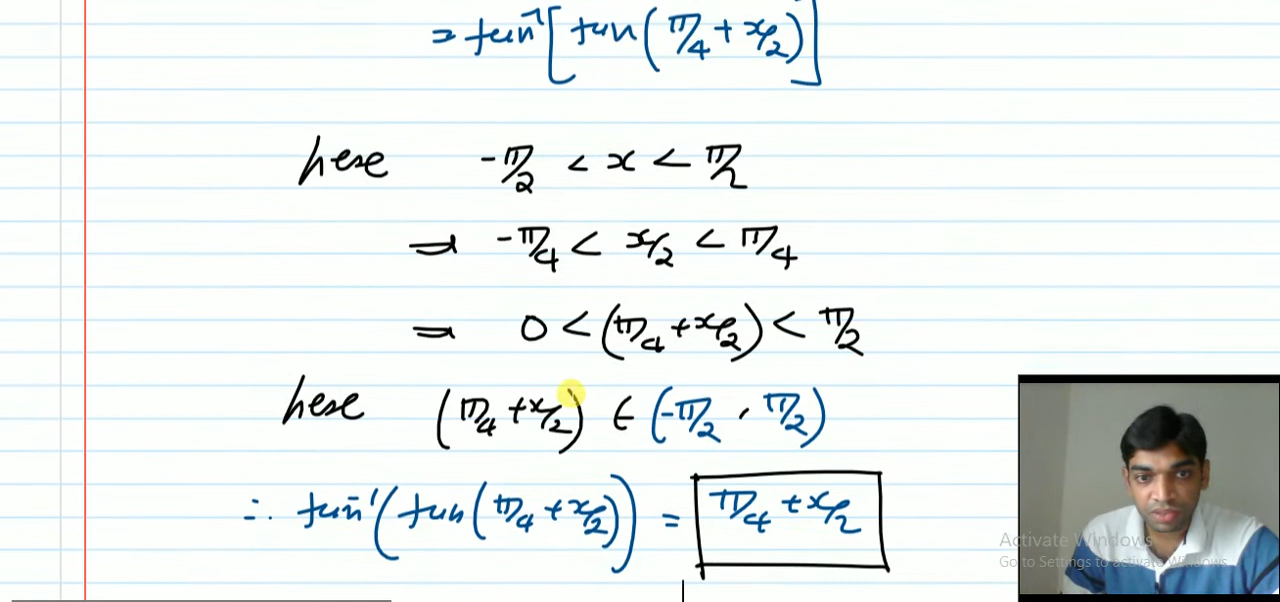 = tan⁻¹[tan(π/4 + x/2)]
here -π/2 < x < π/2
⇒ -π/4 < x/2 < π/4
⇒ 0 < (π/4 + x/2) < π/2
here (π/4 + x/2) ∈ (-π/2, π/2)
∴ tan⁻¹(tan(π/4 + x/2)) = π/4 + x/2
Activate Windows
Go to Settings to activate Windows.